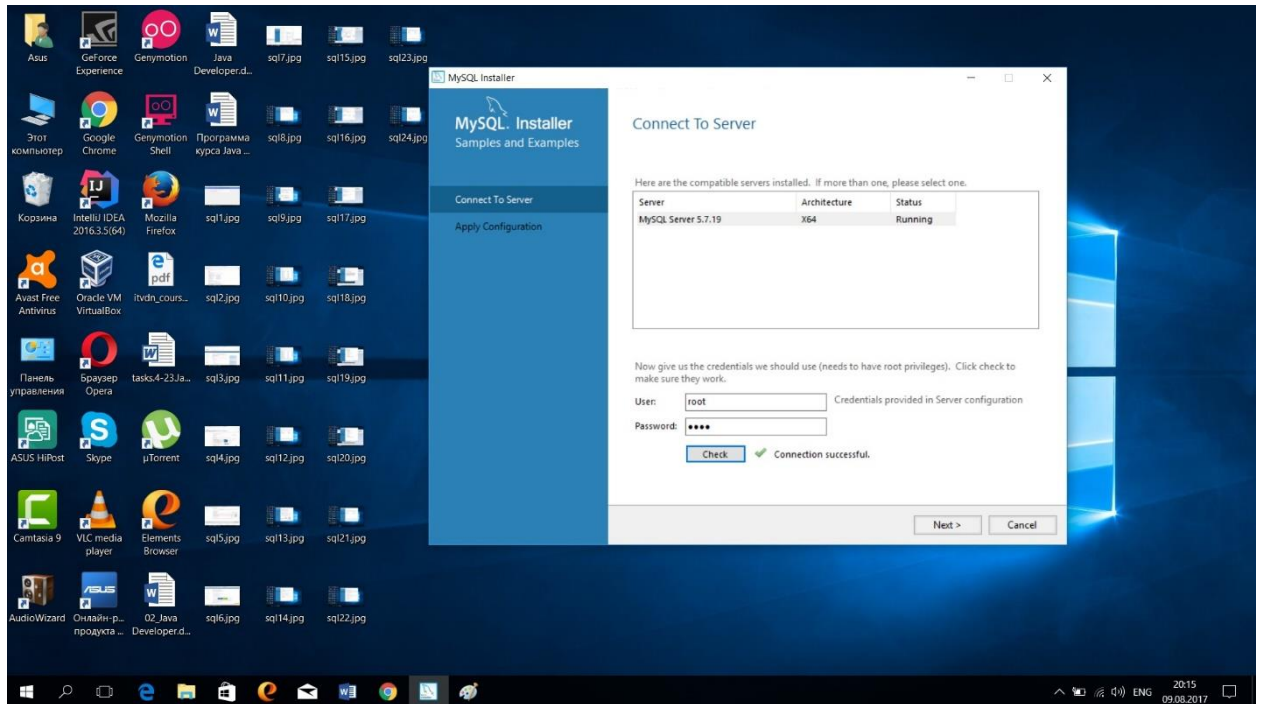 Asus
GeForce Experience
Genymotion
Java Developer.d...
sql7.jpg
sql15.jpg
sql23.jpg
Этот компьютер
Google Chrome
Genymotion Shell
Программа курса Java ...
sql8.jpg
sql16.jpg
sql24.jpg
Корзина
IntelliJ IDEA 2016.3.5(64)
Mozilla Firefox
sql1.jpg
sql9.jpg
sql17.jpg
Avast Free Antivirus
Oracle VM VirtualBox
pdf
itvdn_cours...
sql2.jpg
sql10.jpg
sql18.jpg
Панель управления
Браузер Opera
tasks.4-23.Ja...
sql3.jpg
sql11.jpg
sql19.jpg
ASUS HiPost
Skype
µTorrent
sql4.jpg
sql12.jpg
sql20.jpg
Camtasia 9
VLC media player
Elements Browser
sql5.jpg
sql13.jpg
sql21.jpg
AudioWizard
Онлайн-р... продукта ...
02_Java Developer.d...
sql6.jpg
sql14.jpg
sql22.jpg
MySQL Installer
MySQL. Installer
Samples and Examples
Connect To Server
Apply Configuration
Connect To Server
Here are the compatible servers installed. If more than one, please select one.
Server Architecture Status
MySQL Server 5.7.19 X64 Running
Now give us the credentials we should use (needs to have root privileges). Click check to
make sure they work.
User: root Credentials provided in Server configuration
Password: ••••
Check Connection successful.
Next > Cancel
ENG
20:15
09.08.2017